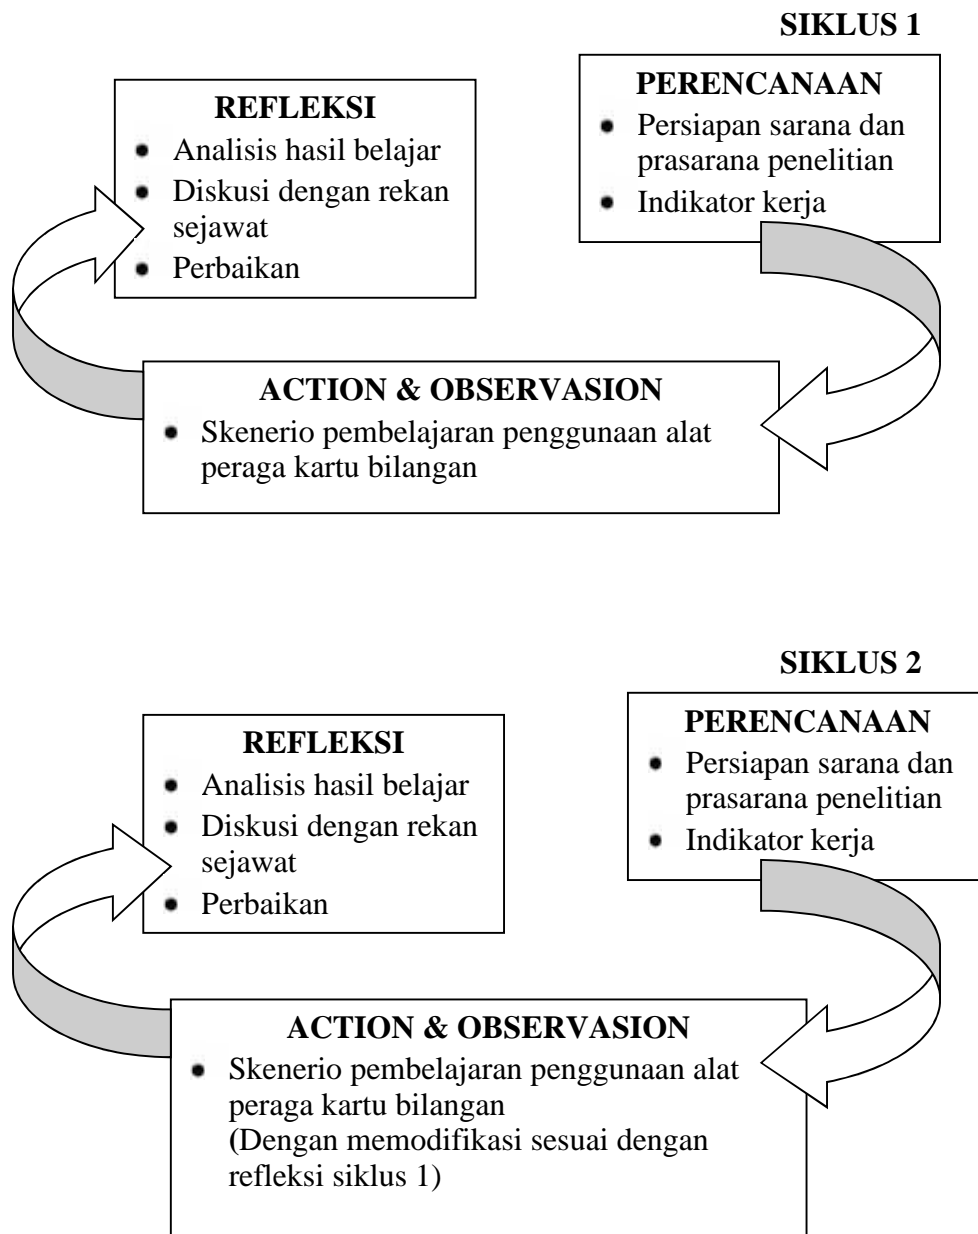 SIKLUS 1
PERENCANAAN
• Persiapan sarana dan
prasarana penelitian
• Indikator kerja
REFLEKSI
• Analisis hasil belajar
• Diskusi dengan rekan
sejawat
• Perbaikan
ACTION & OBSERVASION
• Skenerio pembelajaran penggunaan alat
peraga kartu bilangan
SIKLUS 2
PERENCANAAN
• Persiapan sarana dan
prasarana penelitian
• Indikator kerja
REFLEKSI
• Analisis hasil belajar
• Diskusi dengan rekan
sejawat
• Perbaikan
ACTION & OBSERVASION
• Skenerio pembelajaran penggunaan alat
peraga kartu bilangan
(Dengan memodifikasi sesuai dengan
refleksi siklus 1)